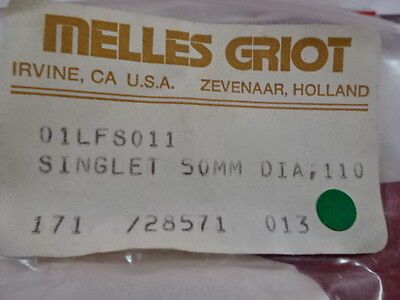 MELLES GRIOT
IRVINE, CA U.S.A. ZEVENAAR, HOLLAND
01LFS011
SINGLET 50MM DIA,110
171 /28571 013